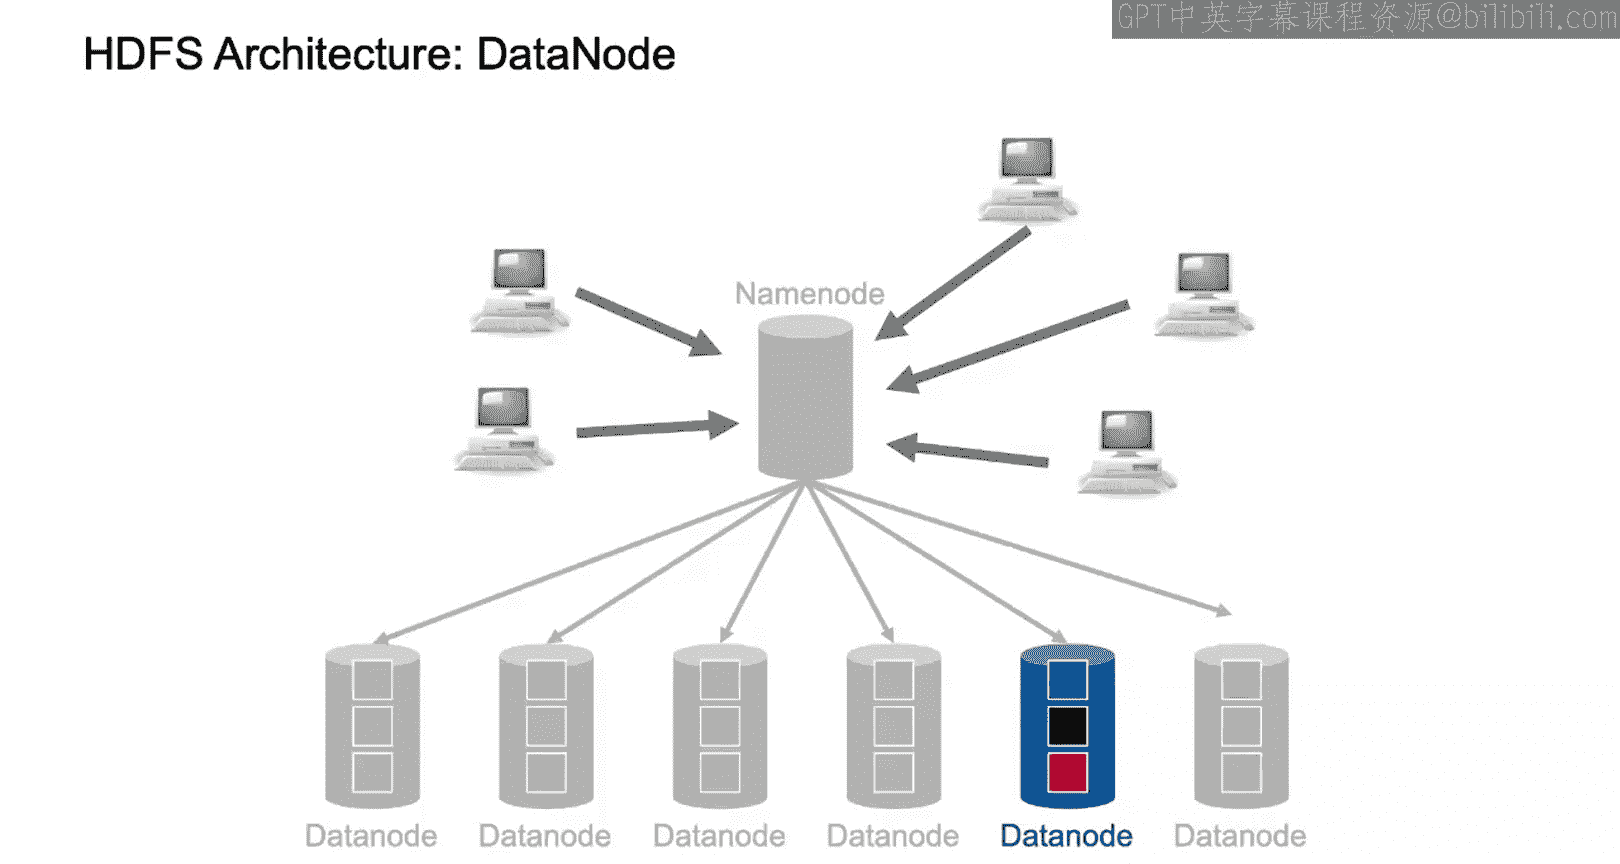 GPT中英字幕课程资源@bilibili.com
HDFS Architecture: DataNode
Namenode
Datanode Datanode Datanode Datanode Datanode Datanode